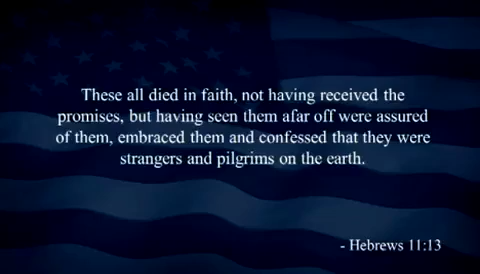 These all died in faith, not having received the
promises, but having seen them afar off were assured
of them, embraced them and confessed that they were
strangers and pilgrims on the earth.
- Hebrews 11:13